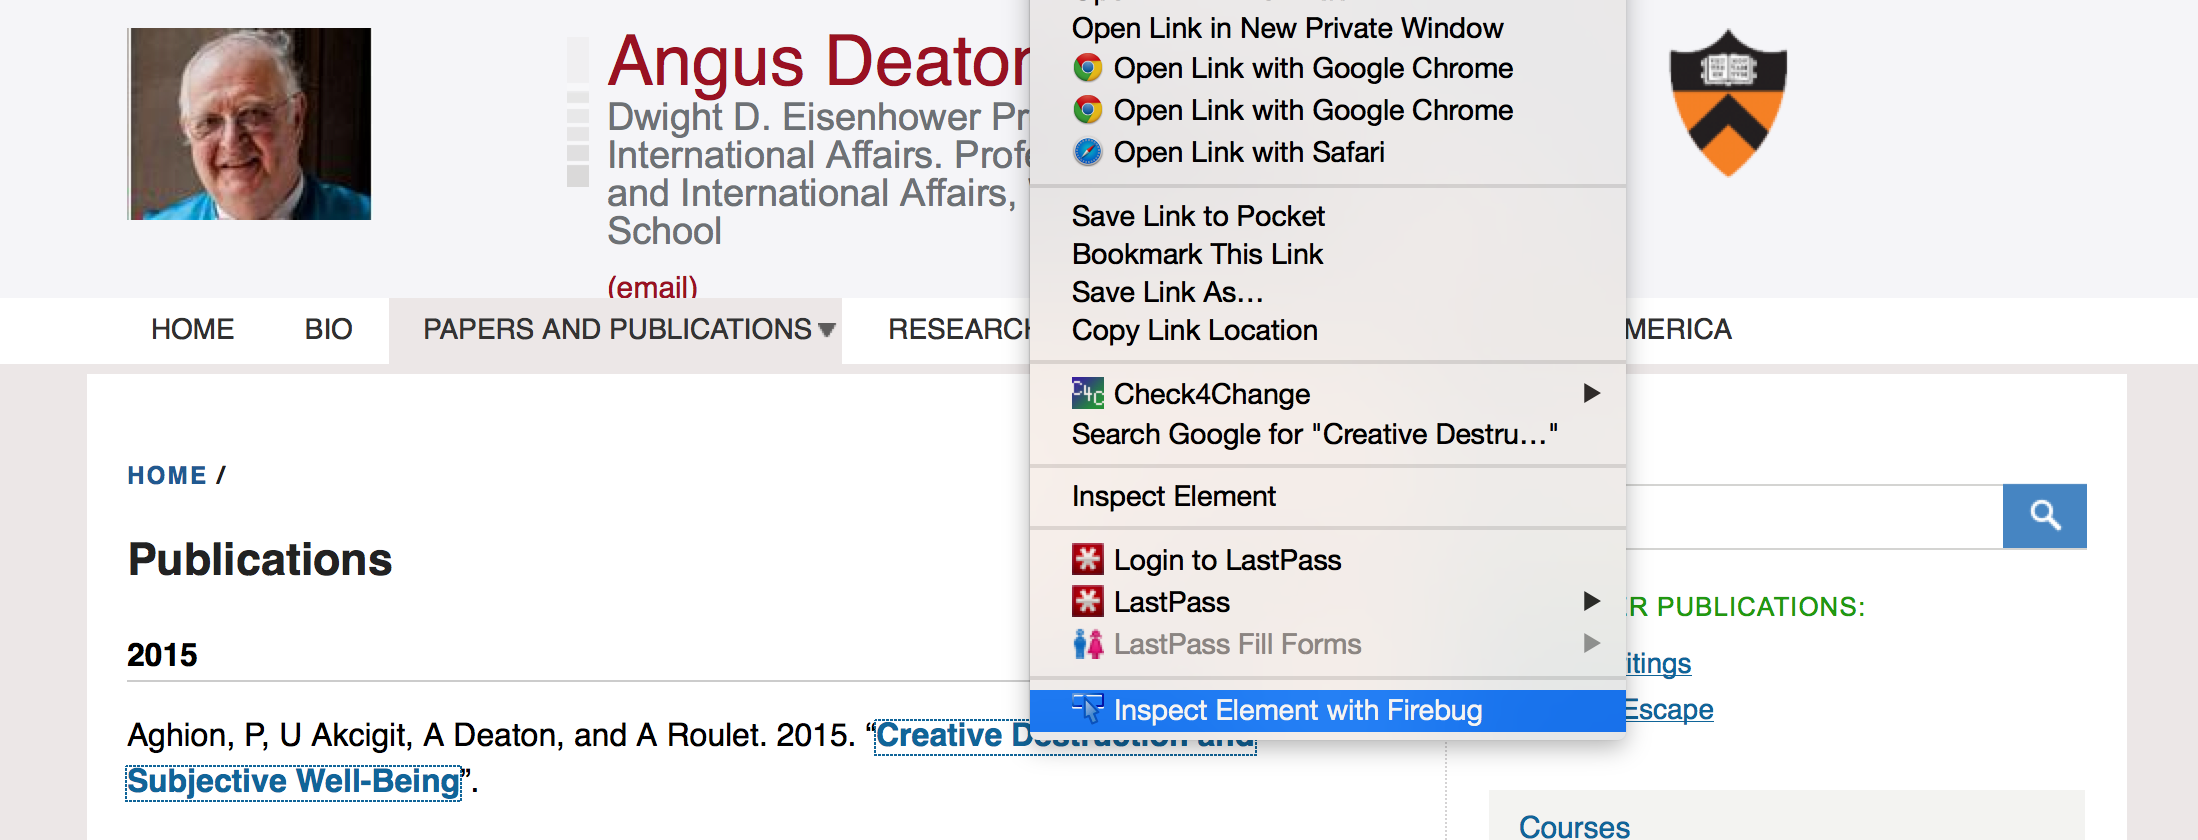 Open Link in New Private Window
Angus Deaton
Open Link with Google Chrome
Dwight D. Eisenhower
Open Link with Google Chrome
International Affairs.
Open Link with Safari
and International Affairs,
School
Save Link to Pocket
Bookmark This Link
(email)
Save Link As...
HOME
BIO
PAPERS AND PUBLICATIONS
RESEARCH
Copy Link Location
MERICA
C4C
Check4Change
Search Google for "Creative Destru..."
HOME /
Inspect Element
Publications
Login to LastPass
LastPass
R PUBLICATIONS:
LastPass Fill Forms
2015
itings
Inspect Element with Firebug
Escape
Aghion, P, U Akcigit, A Deaton, and A Roulet. 2015. “Creative Destruction and
Subjective Well-Being”.
Courses